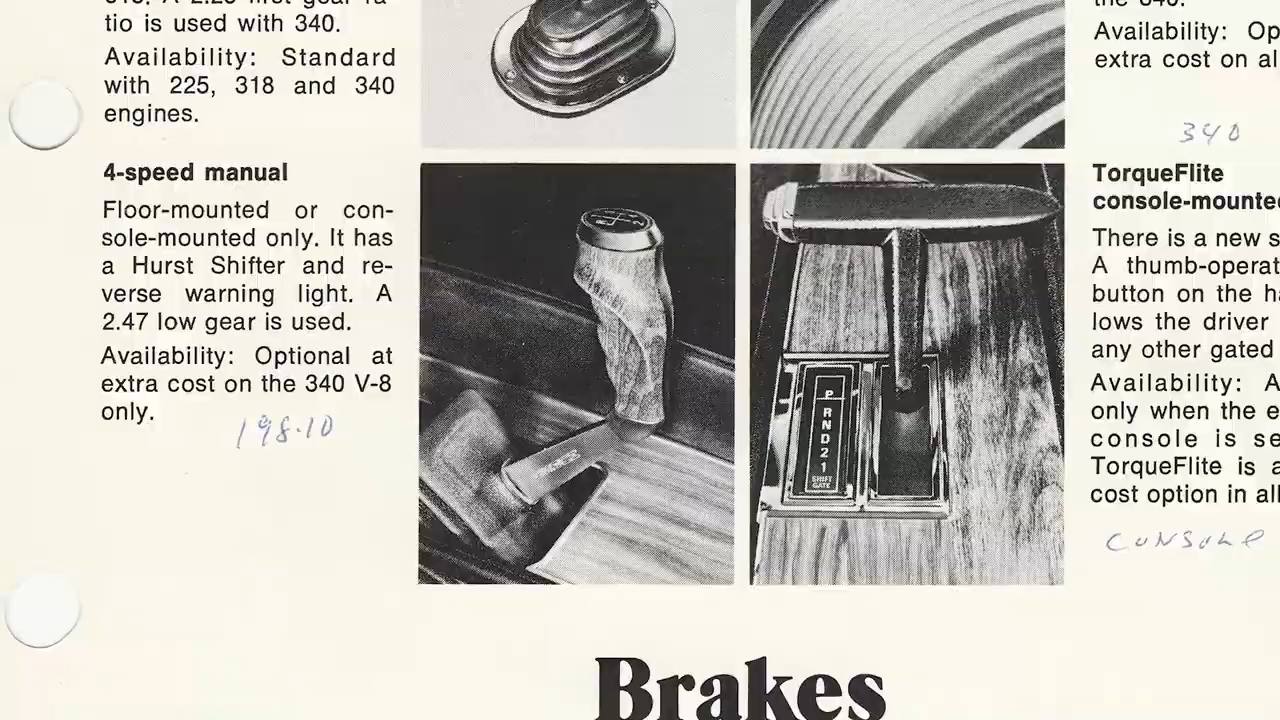 tio is used with 340.
Availability: Standard
with 225, 318 and 340
engines.
4-speed manual
Floor-mounted or con-
sole-mounted only. It has
a Hurst Shifter and re-
verse warning light. A
2.47 low gear is used.
Availability: Optional at
extra cost on the 340 V-8
only.
198.10
P
R
N
D
2
1
SHIFT
GATE
Availability: Op
extra cost on al
340
TorqueFlite
console-mounted
There is a new s
A thumb-operat
button on the ha
lows the driver
any other gated
Availability: A
only when the e
console is se
TorqueFlite is a
cost option in all
CONSOLE
Brakes